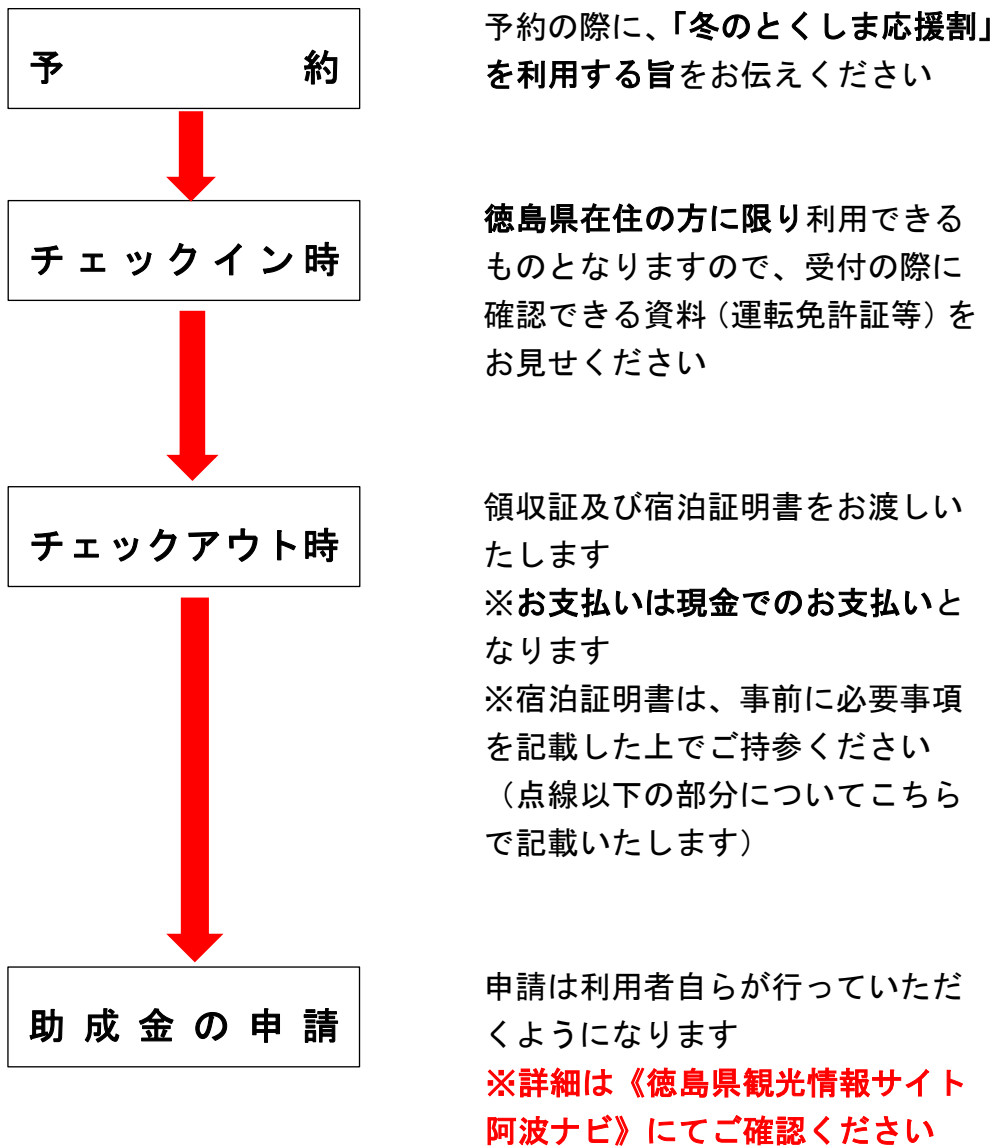 予約
予約の際に、「冬のとくしま応援割」
を利用する旨をお伝えください
チェックイン時
徳島県在住の方に限り利用できる
ものとなりますので、受付の際に
確認できる資料（運転免許証等）を
お見せください
チェックアウト時
領収証及び宿泊証明書をお渡しい
たします
※お支払いは現金でのお支払いと
なります
※宿泊証明書は、事前に必要事項
を記載した上でご持参ください
（点線以下の部分についてこちら
で記載いたします）
助成金の申請
申請は利用者自らが行っていただ
くようになります
※詳細は《徳島県観光情報サイト
阿波ナビ》にてご確認ください